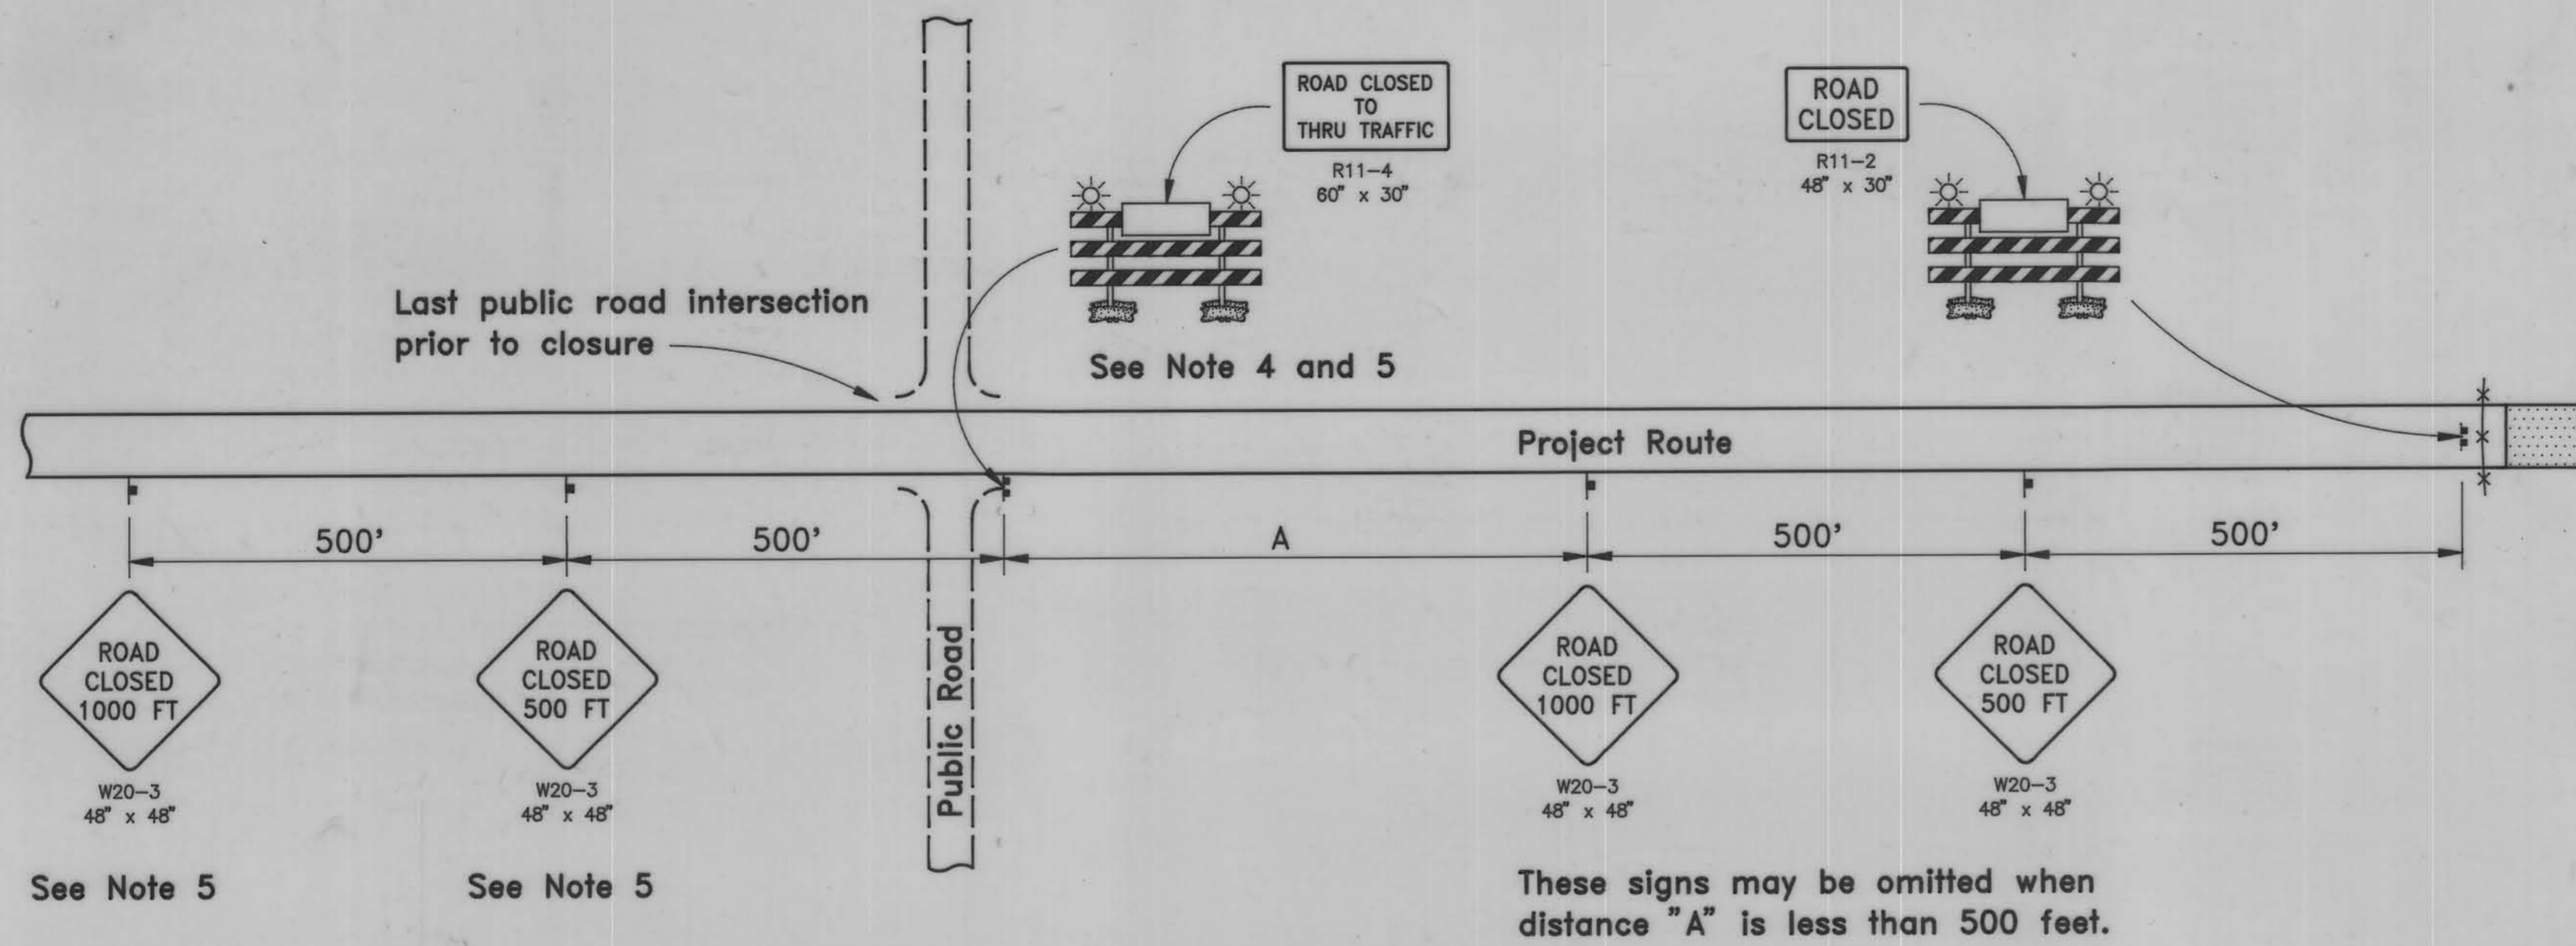 ROAD CLOSED
TO
THRU TRAFFIC
R11-4
60" x 30"
ROAD
CLOSED
R11-2
48" x 30"
Last public road intersection
prior to closure
See Note 4 and 5
Project Route
500'
500'
A
500'
500'
ROAD
CLOSED
1000 FT
W20-3
48" x 48"
See Note 5
ROAD
CLOSED
500 FT
W20-3
48" x 48"
See Note 5
Public Road
ROAD
CLOSED
1000 FT
W20-3
48" x 48"
ROAD
CLOSED
500 FT
W20-3
48" x 48"
These signs may be omitted when
distance "A" is less than 500 feet.